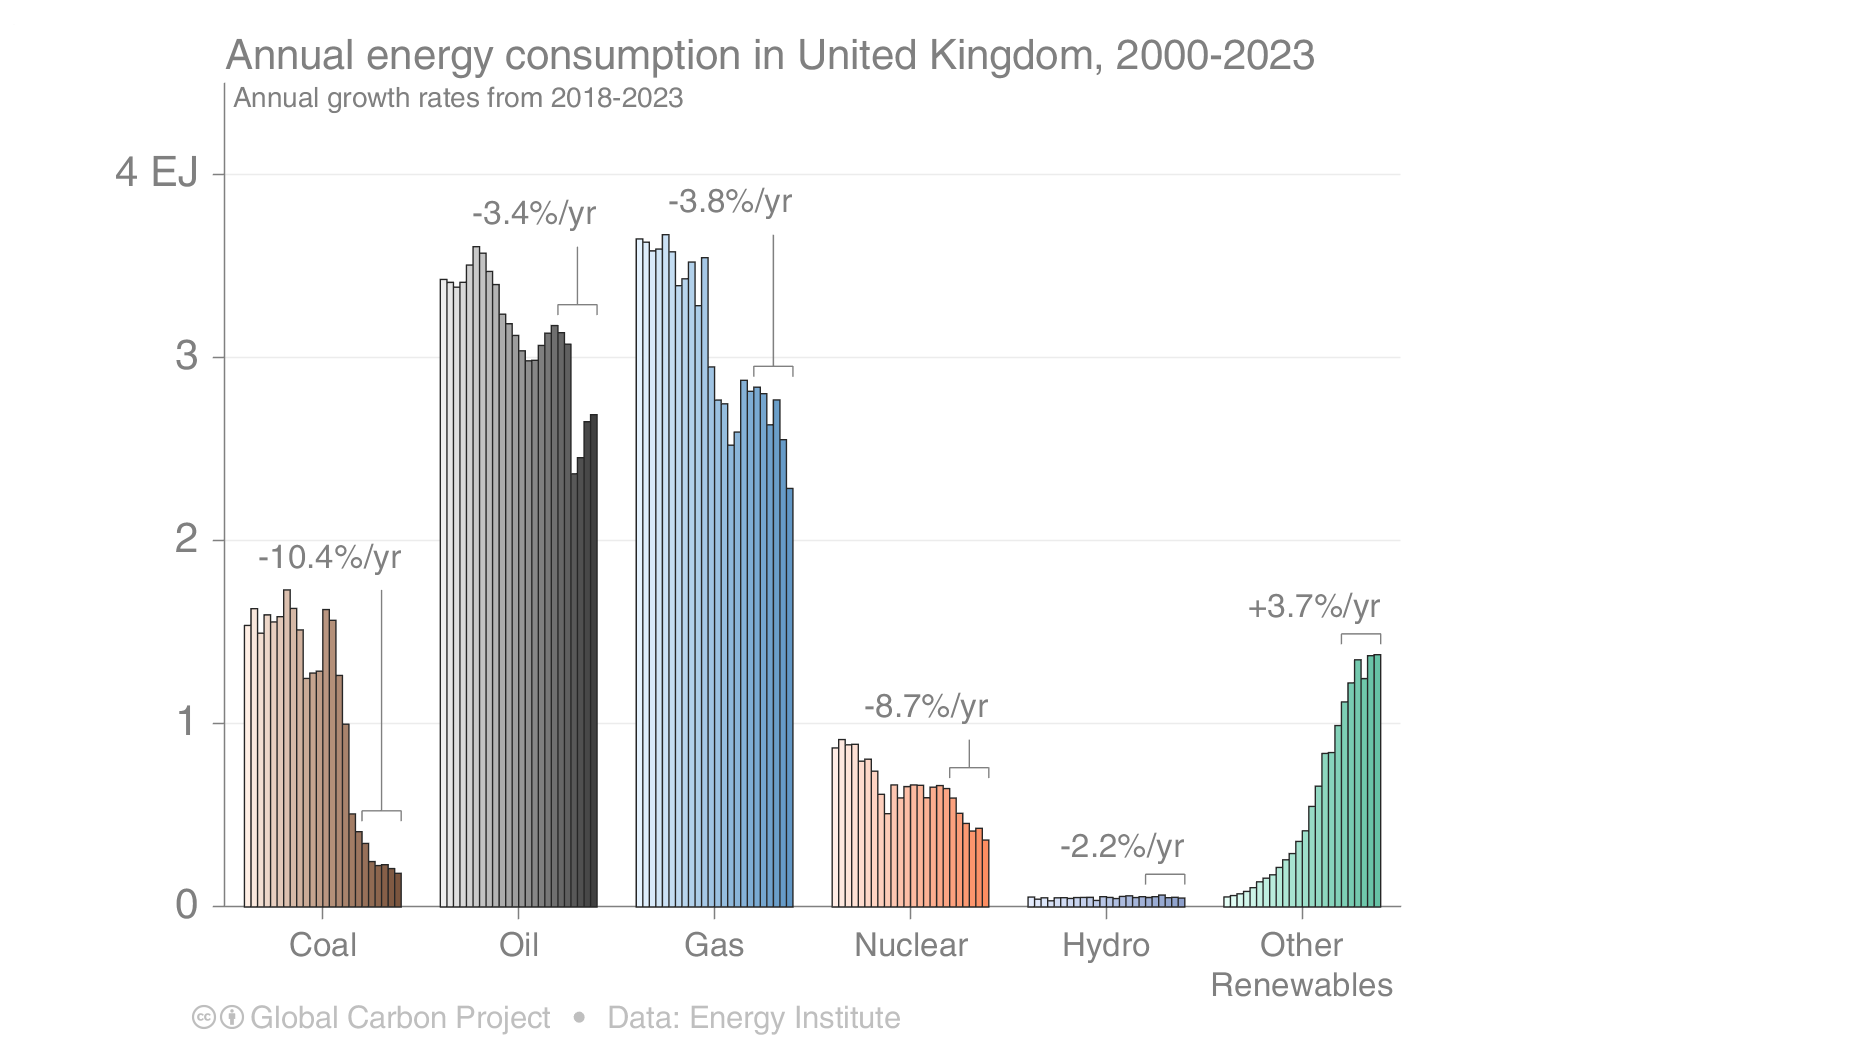 Annual energy consumption in United Kingdom, 2000-2023
Annual growth rates from 2018-2023
4 EJ
3
2
1
0
-10.4%/yr
-3.4%/yr
-3.8%/yr
-8.7%/yr
-2.2%/yr
+3.7%/yr
Coal
Oil
Gas
Nuclear
Hydro
Other
Renewables
cc Global Carbon Project • Data: Energy Institute